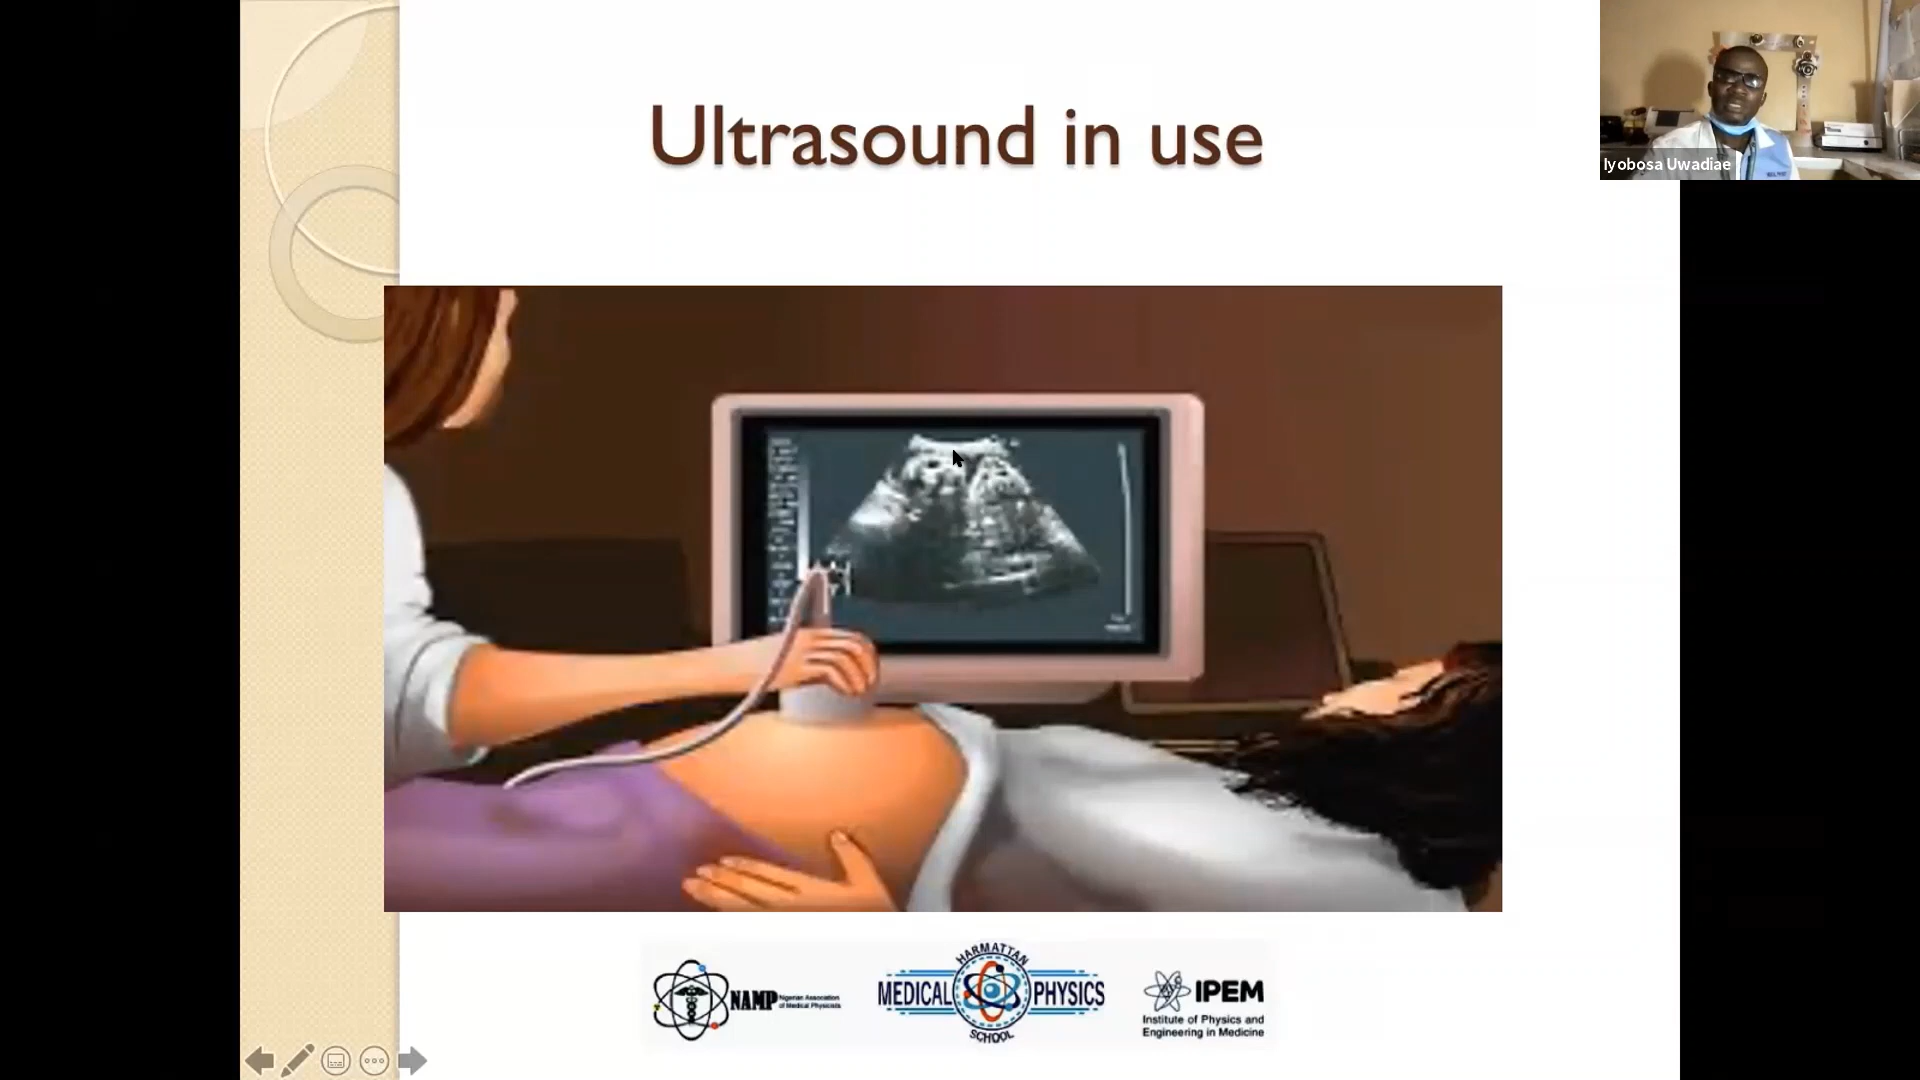 Ultrasound in use
Iyobosa Uwadiae
NAMP
Nigerian Association
of Medical Physicists
HARMATTAN
MEDICAL PHYSICS
SCHOOL
IPEM
Institute of Physics and
Engineering in Medicine